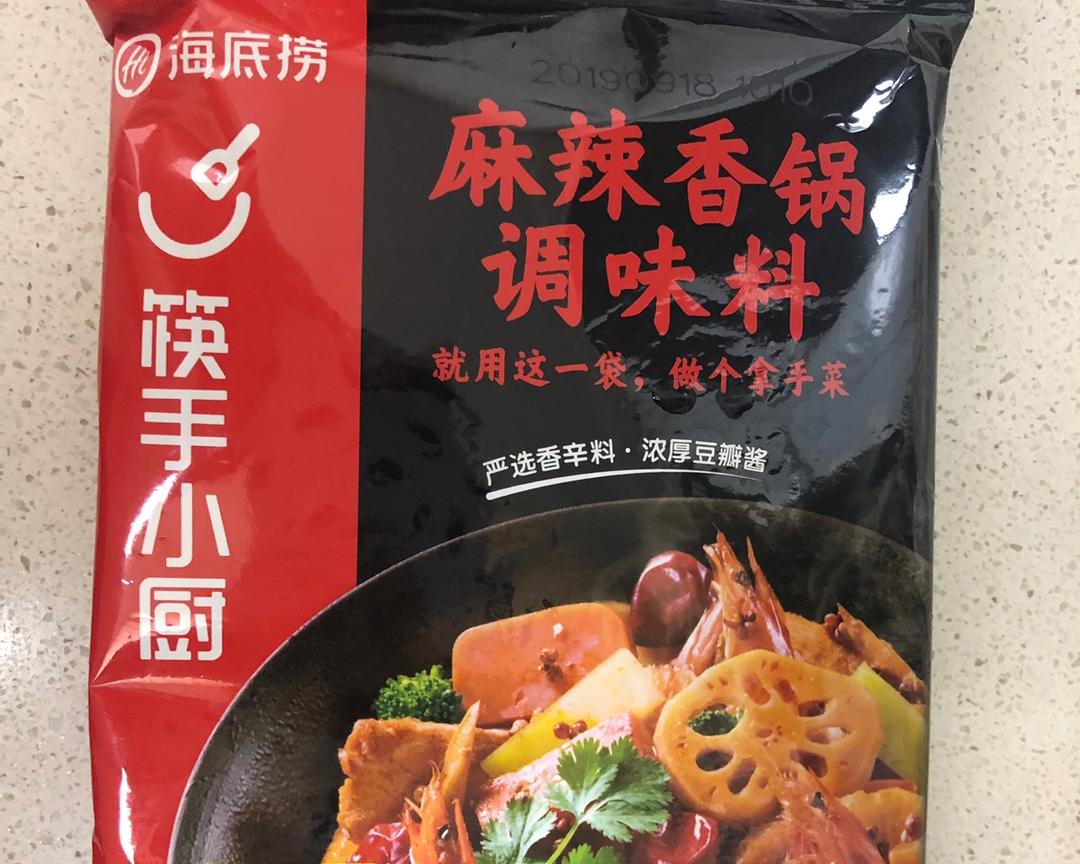 Hi 海底捞
筷手小厨
20190918 1010
麻辣香锅
调味料
就用这一袋，做个拿手菜
严选香辛料·浓厚豆瓣酱